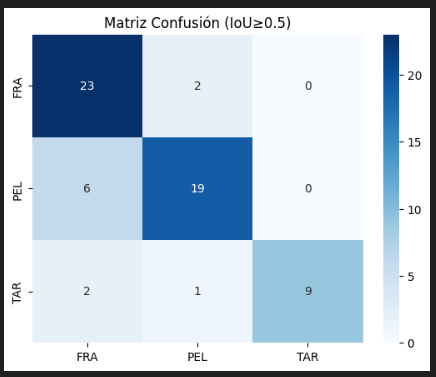 Matriz Confusión (IoU≥0.5)
FRA 23 2 0
PEL 6 19 0
TAR 2 1 9
FRA PEL TAR
20
15
10
5
0